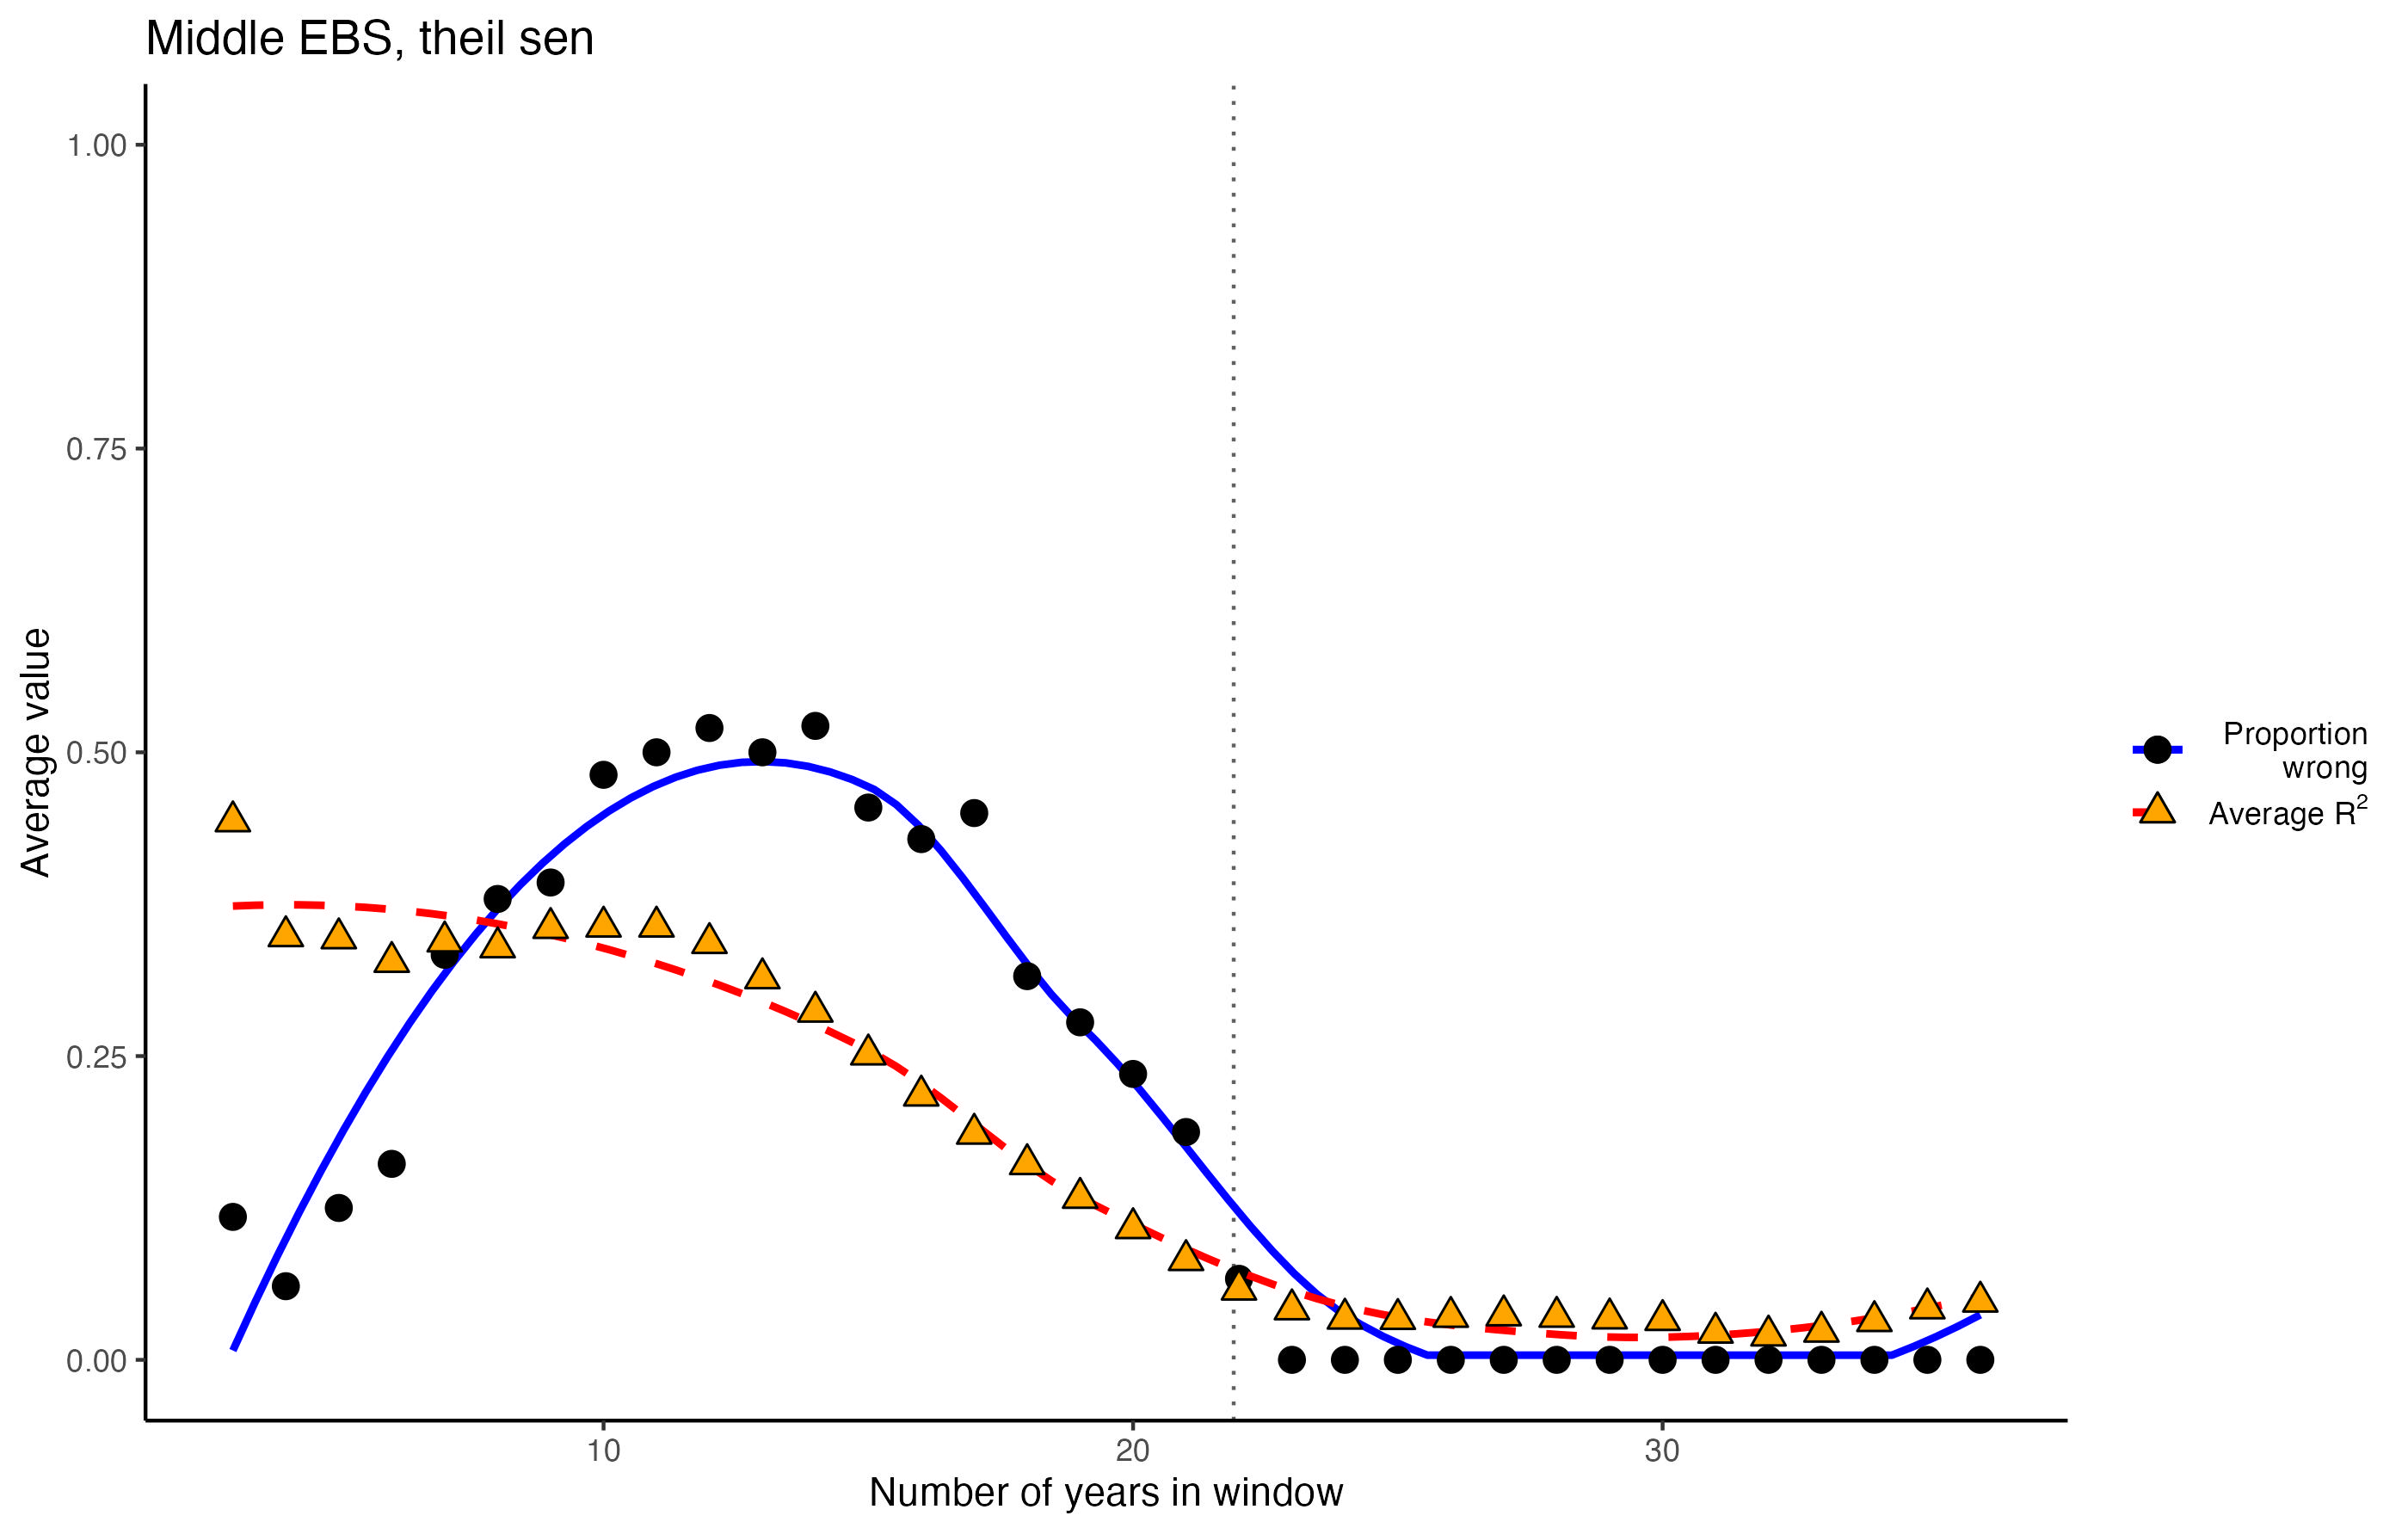 Middle EBS, theil sen
1.00
0.75
0.50
0.25
0.00
Average value
10
20
30
Number of years in window
Proportion
wrong
Average R²